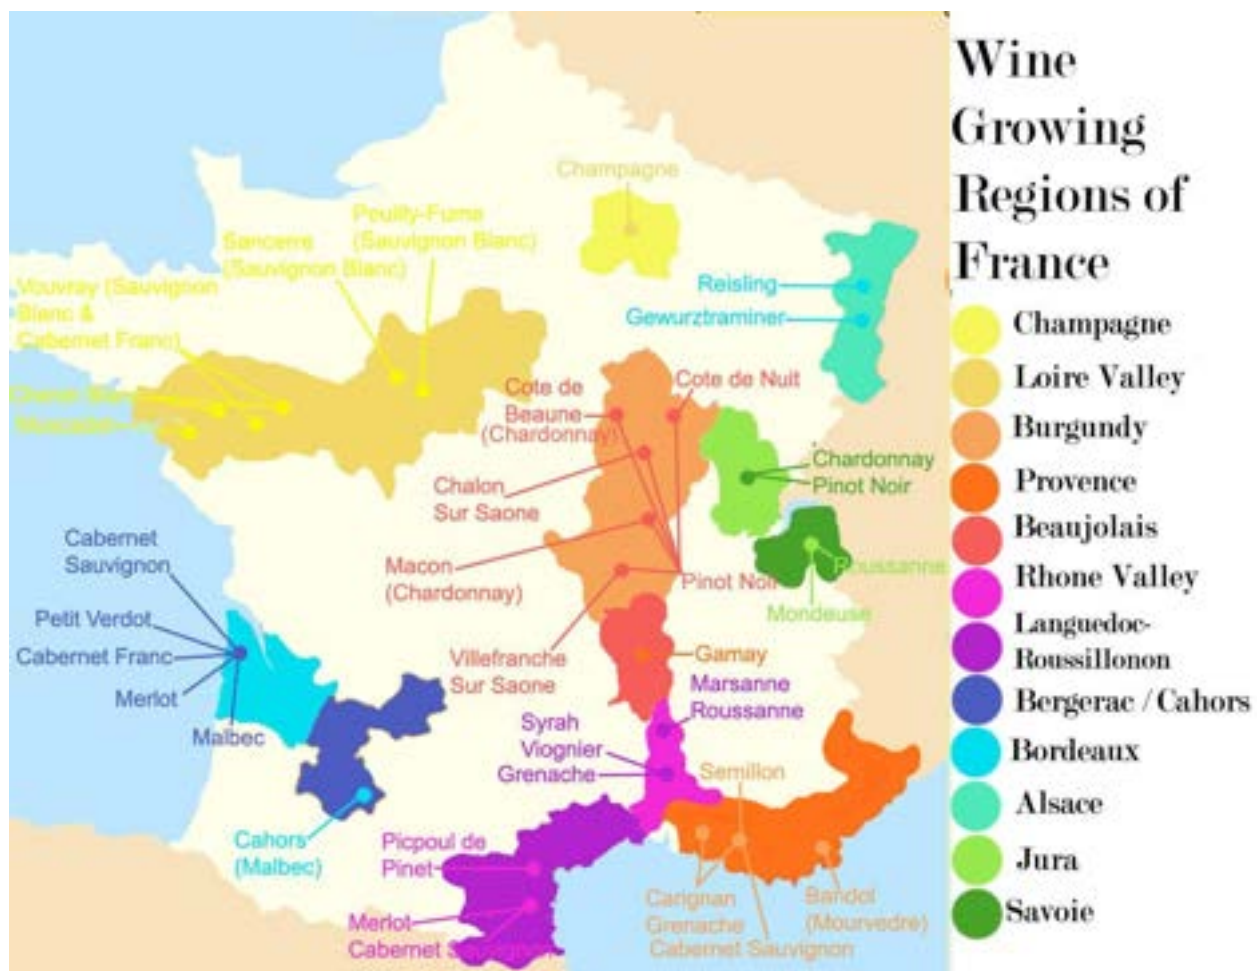 Wine
Growing
Regions of
France
Champagne
Loire Valley
Burgundy
Provence
Beaujolais
Rhone Valley
Languedoc-
Roussillonon
Bergerac / Cahors
Bordeaux
Alsace
Jura
Savoie
Champagne
Peuilly-Fume
(Sauvignon Blanc)
Sancerre
(Sauvignon Blanc)
Vouvray (Sauvignon
Blanc &
Cabernet Franc)
Muscadet
Reisling
Gewurztraminer
Cote de
Beaune
(Chardonnay)
Cote de Nuit
Chalon
Sur Saone
Macon
(Chardonnay)
Pinot Noir
Villefranche
Sur Saone
Chardonnay
Pinot Noir
Roussanne
Mondeuse
Gamay
Marsanne
Roussanne
Syrah
Viognier
Grenache
Cabernet
Sauvignon
Petit Verdot
Cabernet Franc
Merlot
Malbec
Cahors
(Malbec)
Picpoul de
Pinet
Merlot
Cabernet Sauvignon
Semillon
Carignan
Grenache
Cabernet Sauvignon
Bandol
(Mourvedre)